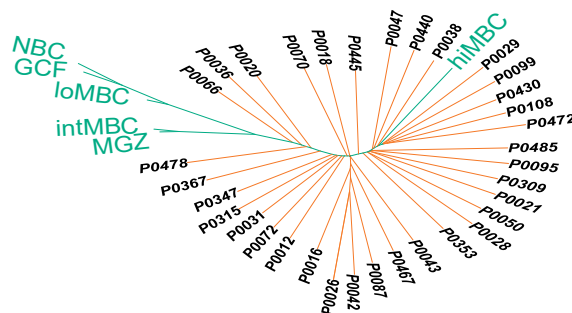 NBC
GCF
loMBC
intMBC
MGZ
P0066
P0036
P0020
P0070
P0018
P0445
P0047
P0440
P0038
hiMBC
P0029
P0099
P0430
P0108
P0472
P0485
P0095
P0309
P0021
P0050
P0028
P0353
P0043
P0467
P0087
P0042
P0026
P0016
P0012
P0072
P0031
P0315
P0347
P0367
P0478